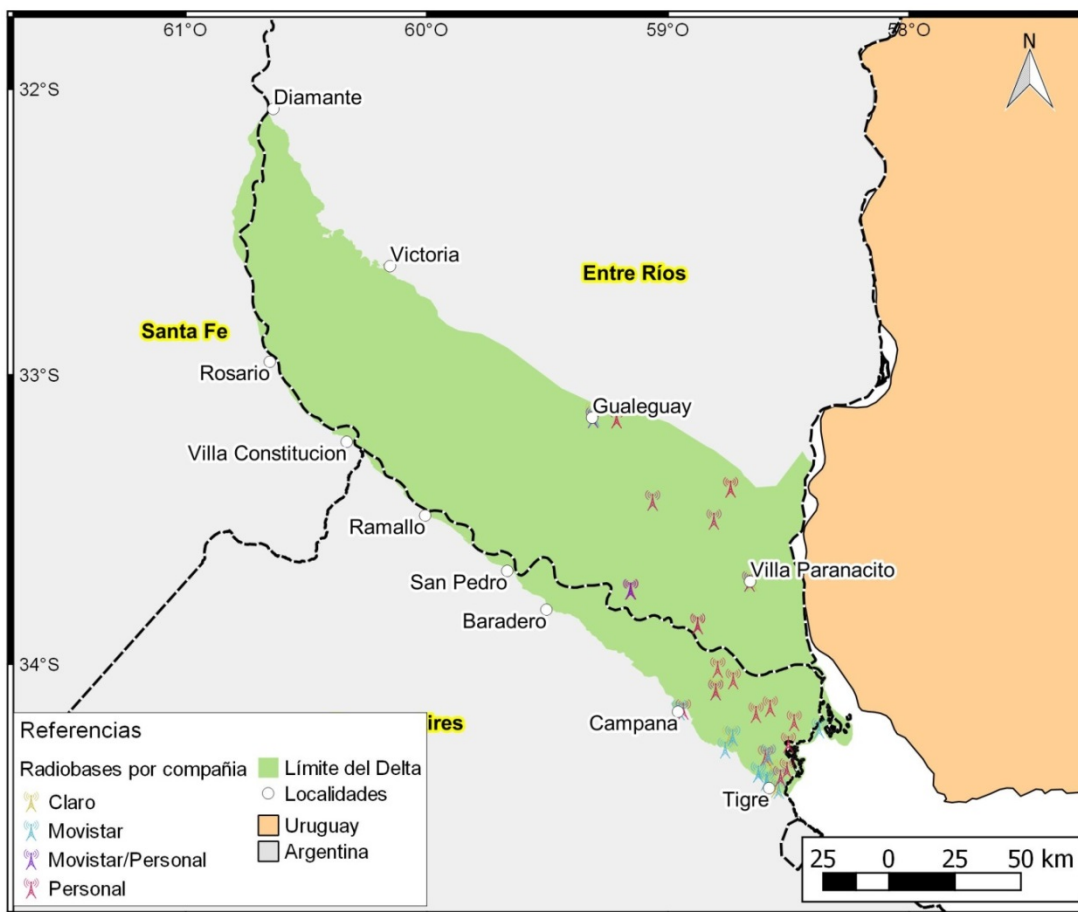 61°O 60°O 59°O 58°O
N
32°S
Diamante
Victoria
Entre Ríos
Santa Fe
Rosario
33°S
Gualeguay
Villa Constitucion
Ramallo
San Pedro
Villa Paranacito
Baradero
34°S
Campana
ires
Tigre
Referencias
Radiobases por compañia
Claro
Movistar
Movistar/Personal
Personal
Límite del Delta
Localidades
Uruguay
Argentina
25 0 25 50 km